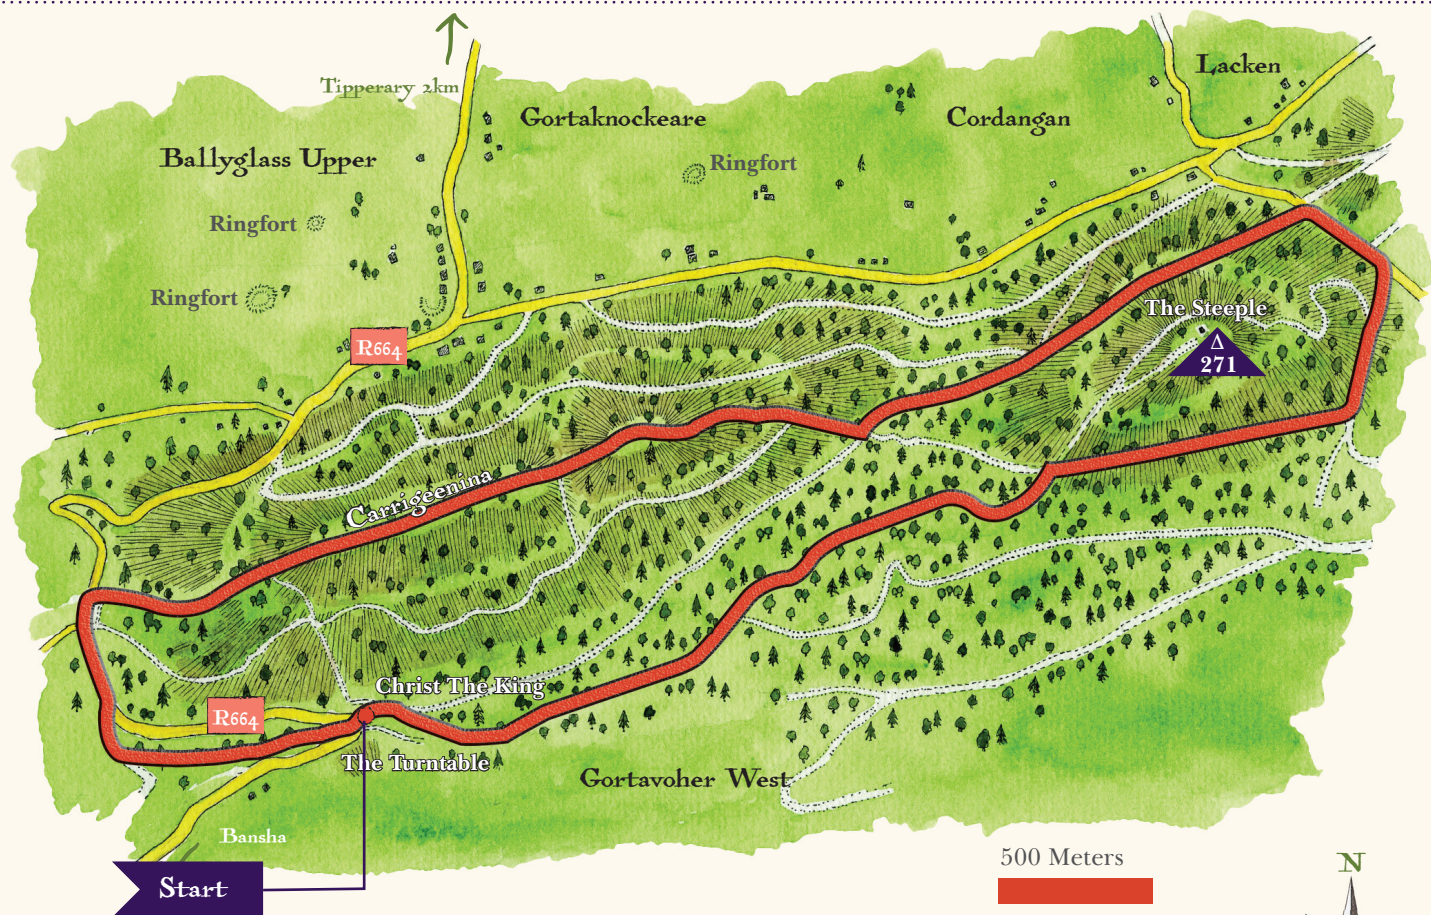 Tipperary 2km
Lacken
Gortaknockeare
Cordangan
Ballyglass Upper
Ringfort
Ringfort
Ringfort
The Steeple
Δ
271
R664
Carrigeenina
Christ The King
R664
The Turntable
Gortavoher West
Bansha
500 Meters
N
Start